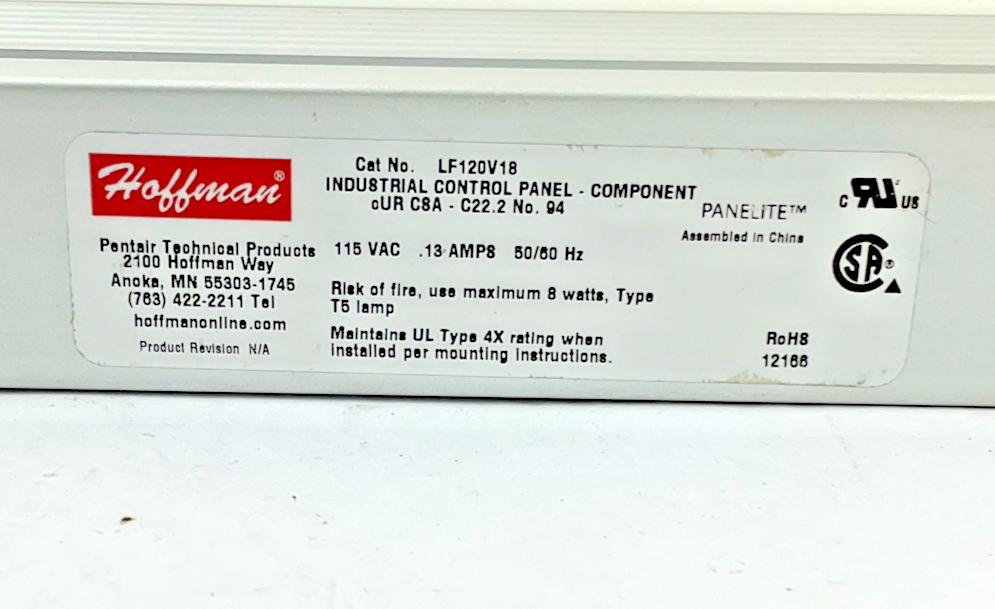 Hoffman®
Pentair Technical Products
2100 Hoffman Way
Anoka, MN 55303-1745
(763) 422-2211 Tel
hoffmanonline.com
Product Revision N/A
Cat No. LF120V18
INDUSTRIAL CONTROL PANEL - COMPONENT
cUR CSA - C22.2 No. 94
115 VAC .13 AMPS 50/60 Hz
Risk of fire, use maximum 8 watts, Type
T5 lamp
Maintains UL Type 4X rating when
installed per mounting instructions.
PANELITE™
Assembled in China
C RU US
SA®
RoHS
12166